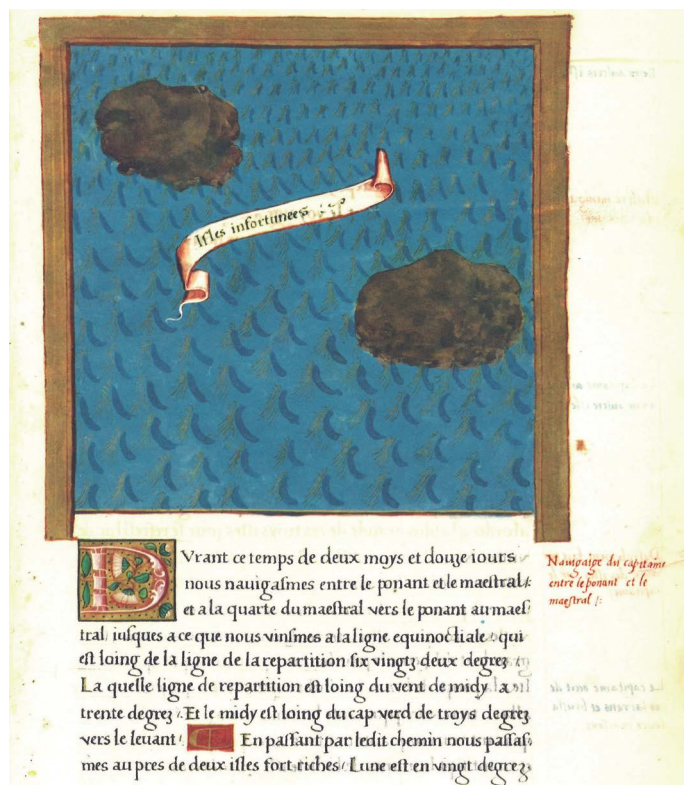 Isles infortunees
Durant ce temps de deux moys et douze iours
nous nauigasmes entre le ponant et le maestral /:
et a la quarte du maestral vers le ponant au maes/
tral iusques a ce que nous vinsmes a la ligne equinoctiale / qui
est loing de la ligne de la repartition six vingtz deux degrez .
La quelle ligne de repartition est loing du vent de midy a
trente degrez . Et le midy est loing du cap verd de troys degrez
vers le leuant . En passant par ledit chemin nous passas/
mes au pres de deux isles fort riches / Lune est en vingt degrez .
Nauigaige du capitaine
entre le ponant et le
maestral /: